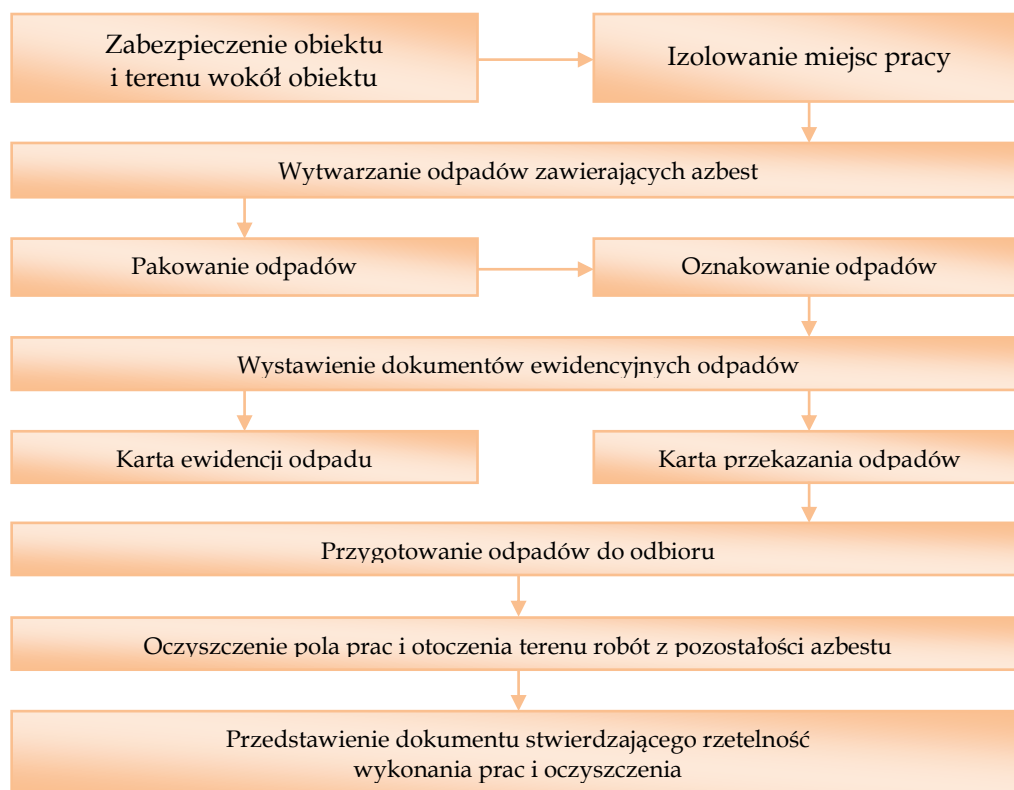 Zabezpieczenie obiektu
i terenu wokół obiektu
Izolowanie miejsc pracy
Wytwarzanie odpadów zawierających azbest
Pakowanie odpadów
Oznakowanie odpadów
Wystawienie dokumentów ewidencyjnych odpadów
Karta ewidencji odpadu
Karta przekazania odpadów
Przygotowanie odpadów do odbioru
Oczyszczenie pola prac i otoczenia terenu robót z pozostałości azbestu
Przedstawienie dokumentu stwierdzającego rzetelność
wykonania prac i oczyszczenia